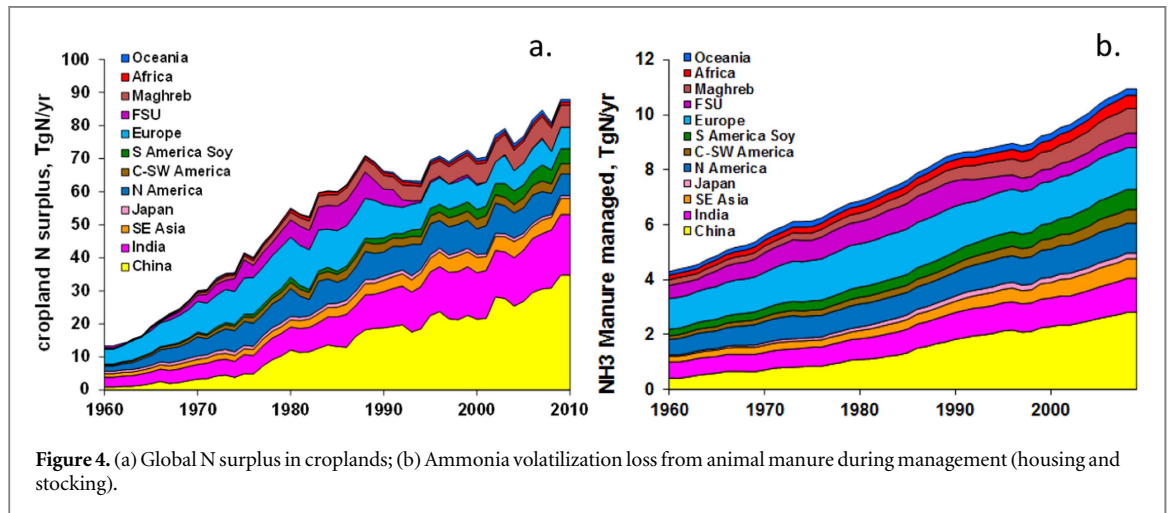 a.
cropland N surplus, TgN/yr
100
90
80
70
60
50
40
30
20
10
0
Oceania
Africa
Maghreb
FSU
Europe
S America Soy
C-SW America
N America
Japan
SE Asia
India
China
1960 1970 1980 1990 2000 2010
b.
NH3 Manure managed, TgN/yr
12
10
8
6
4
2
0
Oceania
Africa
Maghreb
FSU
Europe
S America Soy
C-SW America
N America
Japan
SE Asia
India
China
1960 1970 1980 1990 2000
Figure 4. (a) Global N surplus in croplands; (b) Ammonia volatilization loss from animal manure during management (housing and
stocking).